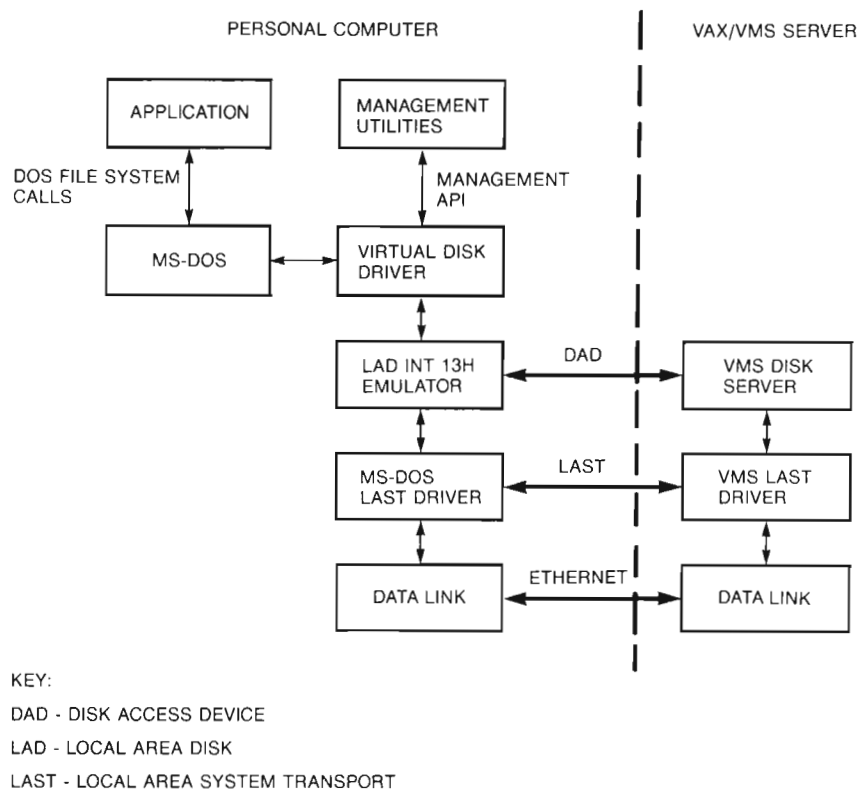 PERSONAL COMPUTER
VAX/VMS SERVER
APPLICATION
MANAGEMENT
UTILITIES
DOS FILE SYSTEM
CALLS
MANAGEMENT
API
MS-DOS
VIRTUAL DISK
DRIVER
LAD INT 13H
EMULATOR
DAD
VMS DISK
SERVER
MS-DOS
LAST DRIVER
LAST
VMS LAST
DRIVER
DATA LINK
ETHERNET
DATA LINK
KEY:
DAD - DISK ACCESS DEVICE
LAD - LOCAL AREA DISK
LAST - LOCAL AREA SYSTEM TRANSPORT